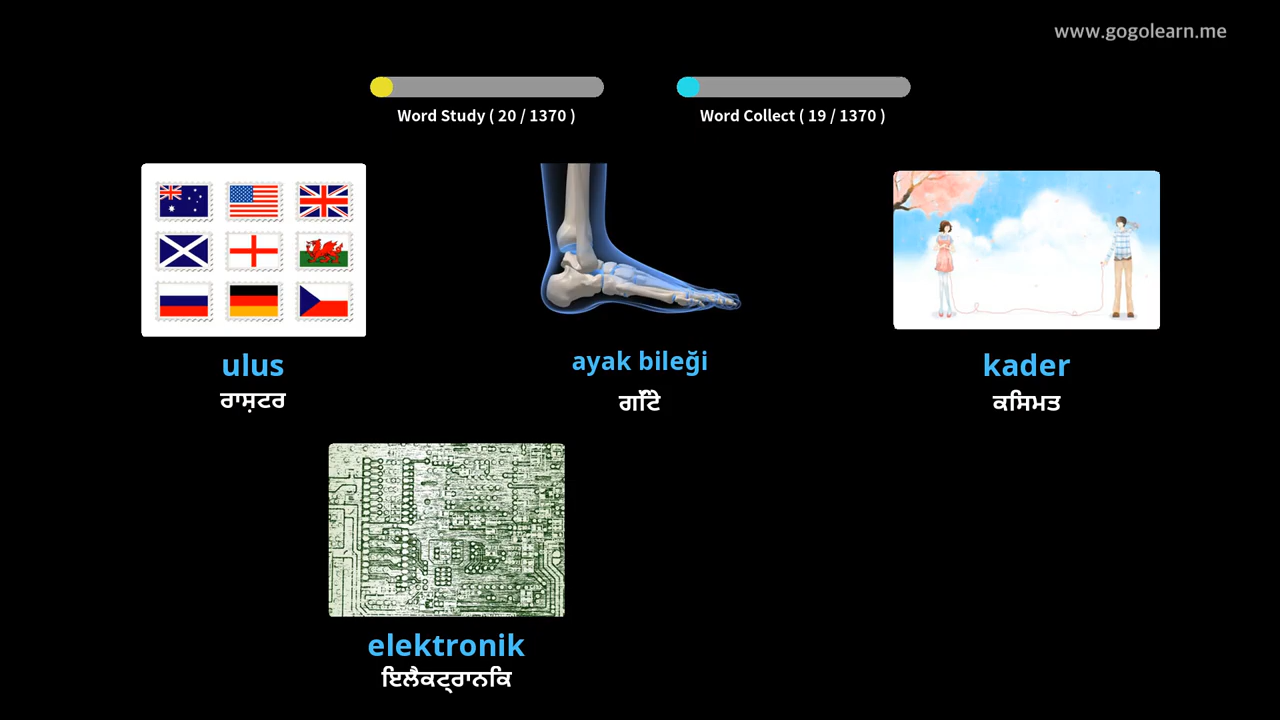 www.gogolearn.me
Word Study ( 20 / 1370 )
Word Collect ( 19 / 1370 )
ulus
ਰਾਸ਼ਟਰ
ayak bileği
ਗਿੱਟੇ
kader
ਕਿਸਮਤ
elektronik
ਇਲੈਕਟ੍ਰਾਨਿਕ